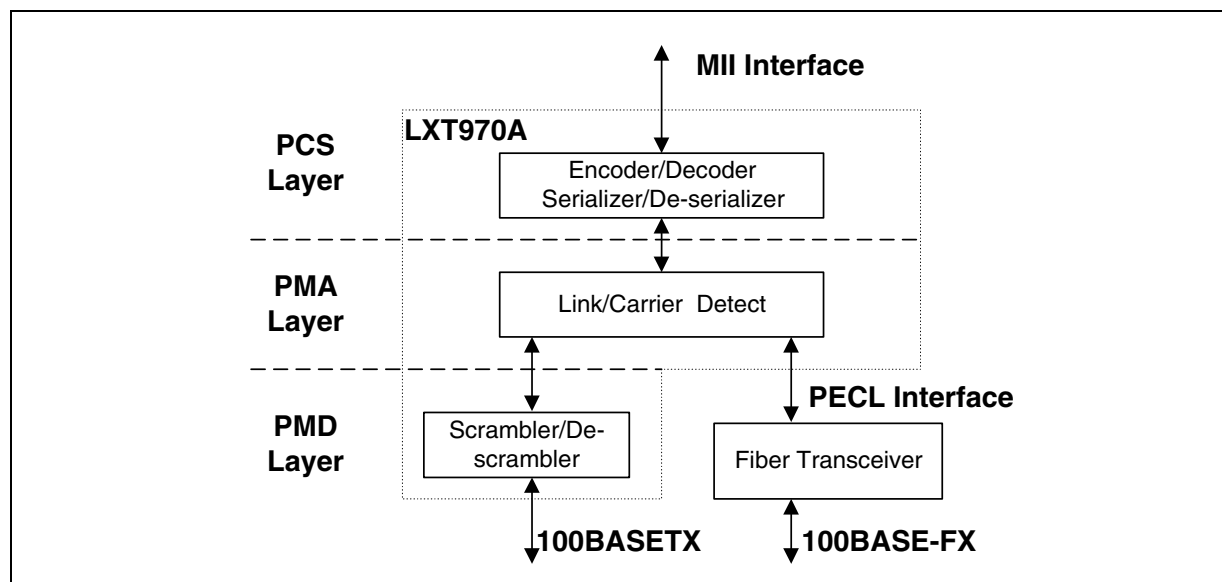 MII Interface
LXT970A
PCS
Layer
Encoder/Decoder
Serializer/De-serializer
PMA
Layer
Link/Carrier Detect
PECL Interface
PMD
Layer
Scrambler/De-
scrambler
Fiber Transceiver
100BASETX
100BASE-FX